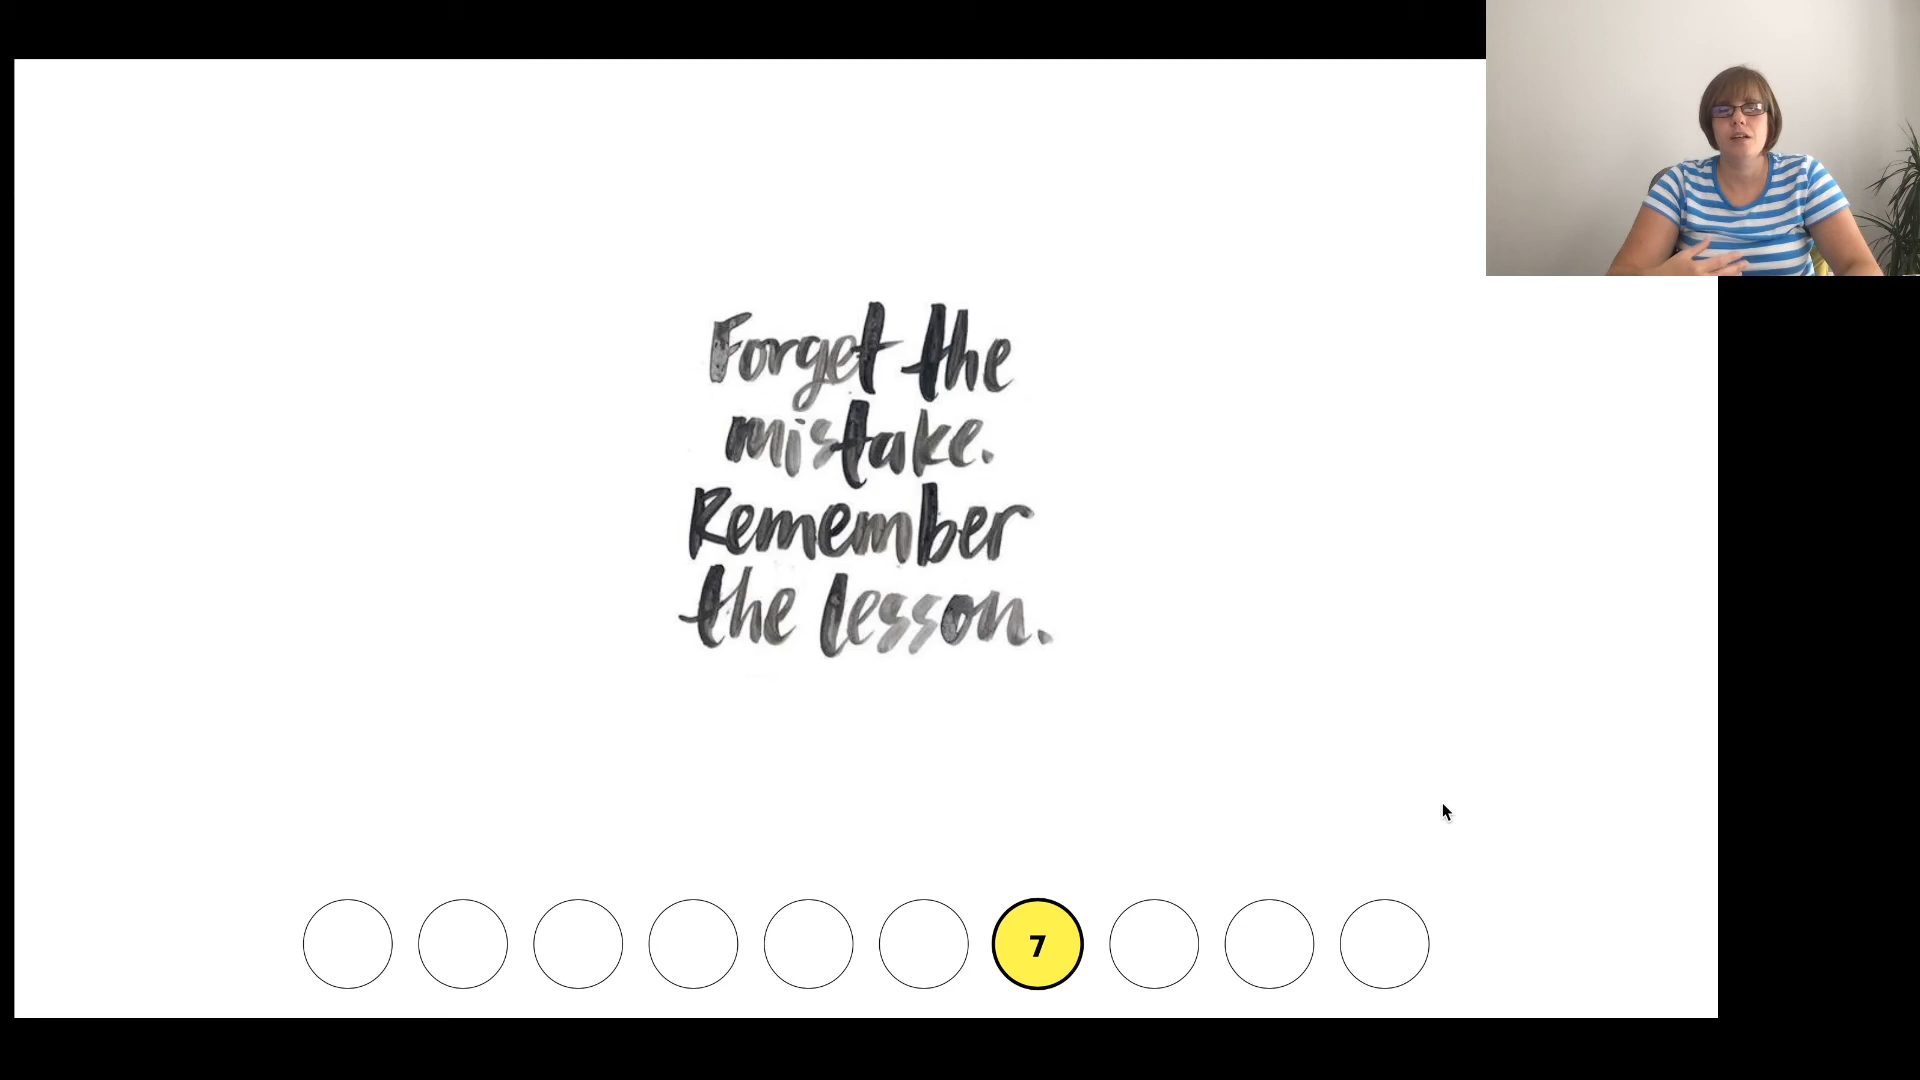 Forget the
mistake.
Remember
the lesson.
7